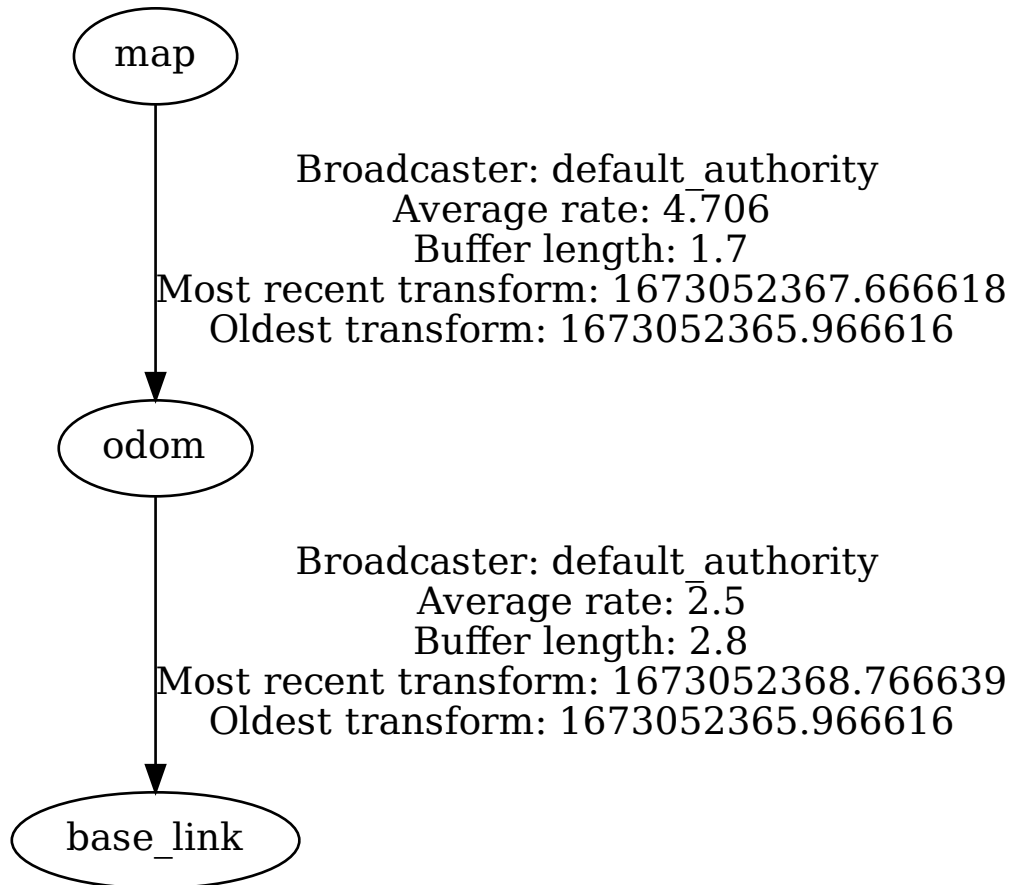 map
Broadcaster: default_authority
Average rate: 4.706
Buffer length: 1.7
Most recent transform: 1673052367.666618
Oldest transform: 1673052365.966616
odom
Broadcaster: default_authority
Average rate: 2.5
Buffer length: 2.8
Most recent transform: 1673052368.766639
Oldest transform: 1673052365.966616
base_link